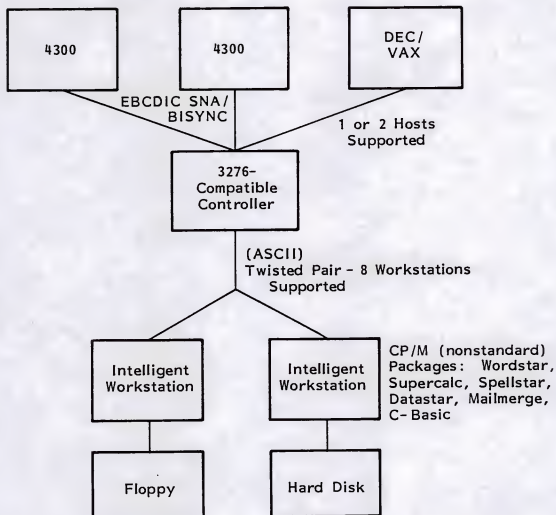 4300
4300
DEC/
VAX
EBCDIC SNA/
BISYNC
1 or 2 Hosts
Supported
3276-
Compatible
Controller
(ASCII)
Twisted Pair - 8 Workstations
Supported
Intelligent
Workstation
Intelligent
Workstation
CP/M (nonstandard)
Packages: Wordstar,
Supercalc, Spellstar,
Datastar, Mailmerge,
C-Basic
Floppy
Hard Disk